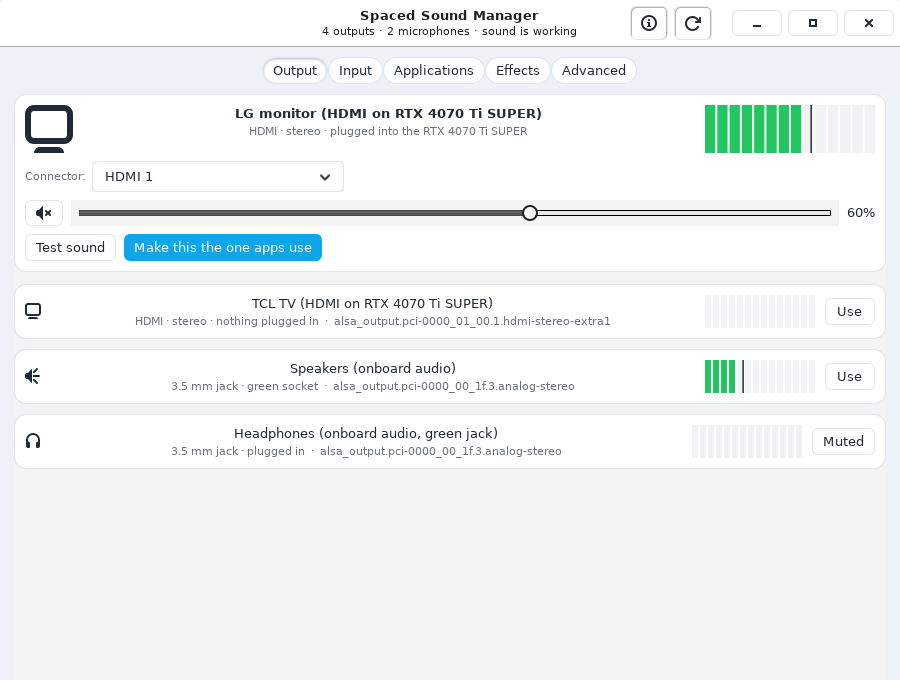 Spaced Sound Manager
4 outputs · 2 microphones · sound is working
Output Input Applications Effects Advanced
LG monitor (HDMI on RTX 4070 Ti SUPER)
HDMI · stereo · plugged into the RTX 4070 Ti SUPER
Connector: HDMI 1
60%
Test sound Make this the one apps use
TCL TV (HDMI on RTX 4070 Ti SUPER)
HDMI · stereo · nothing plugged in · alsa_output.pci-0000_01_00.1.hdmi-stereo-extra1
Use
Speakers (onboard audio)
3.5 mm jack · green socket · alsa_output.pci-0000_00_1f.3.analog-stereo
Use
Headphones (onboard audio, green jack)
3.5 mm jack · plugged in · alsa_output.pci-0000_00_1f.3.analog-stereo
Muted